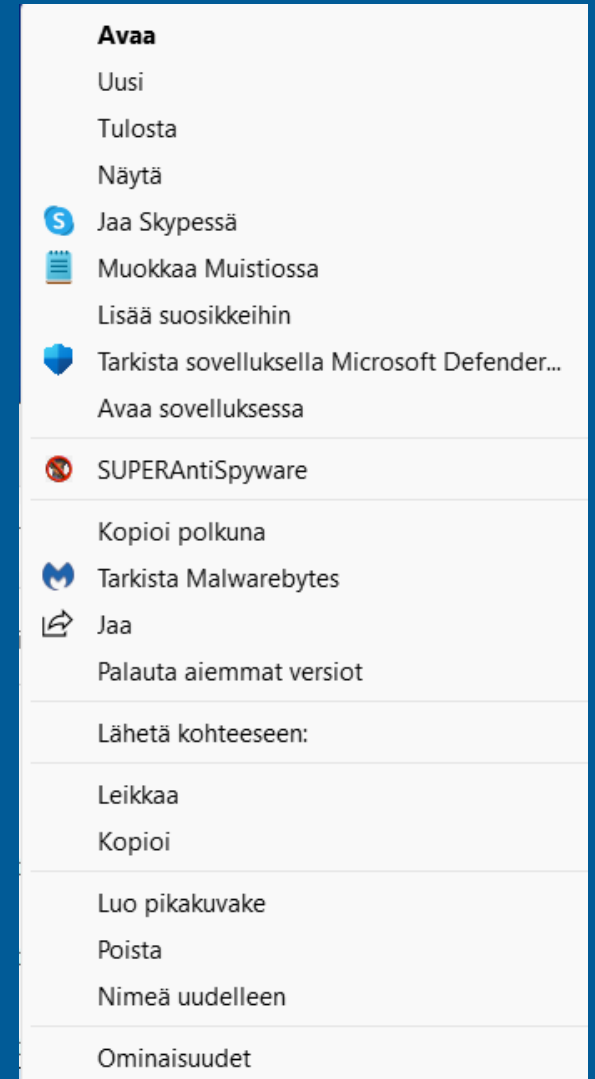 Avaa
Uusi
Tulosta
Näytä
Jaa Skypessä
Muokkaa Muistiossa
Lisää suosikkeihin
Tarkista sovelluksella Microsoft Defender...
Avaa sovelluksessa
SUPERAntiSpyware
Kopioi polkuna
Tarkista Malwarebytes
Jaa
Palauta aiemmat versiot
Lähetä kohteeseen:
Leikkaa
Kopioi
Luo pikakuvake
Poista
Nimeä uudelleen
Ominaisuudet